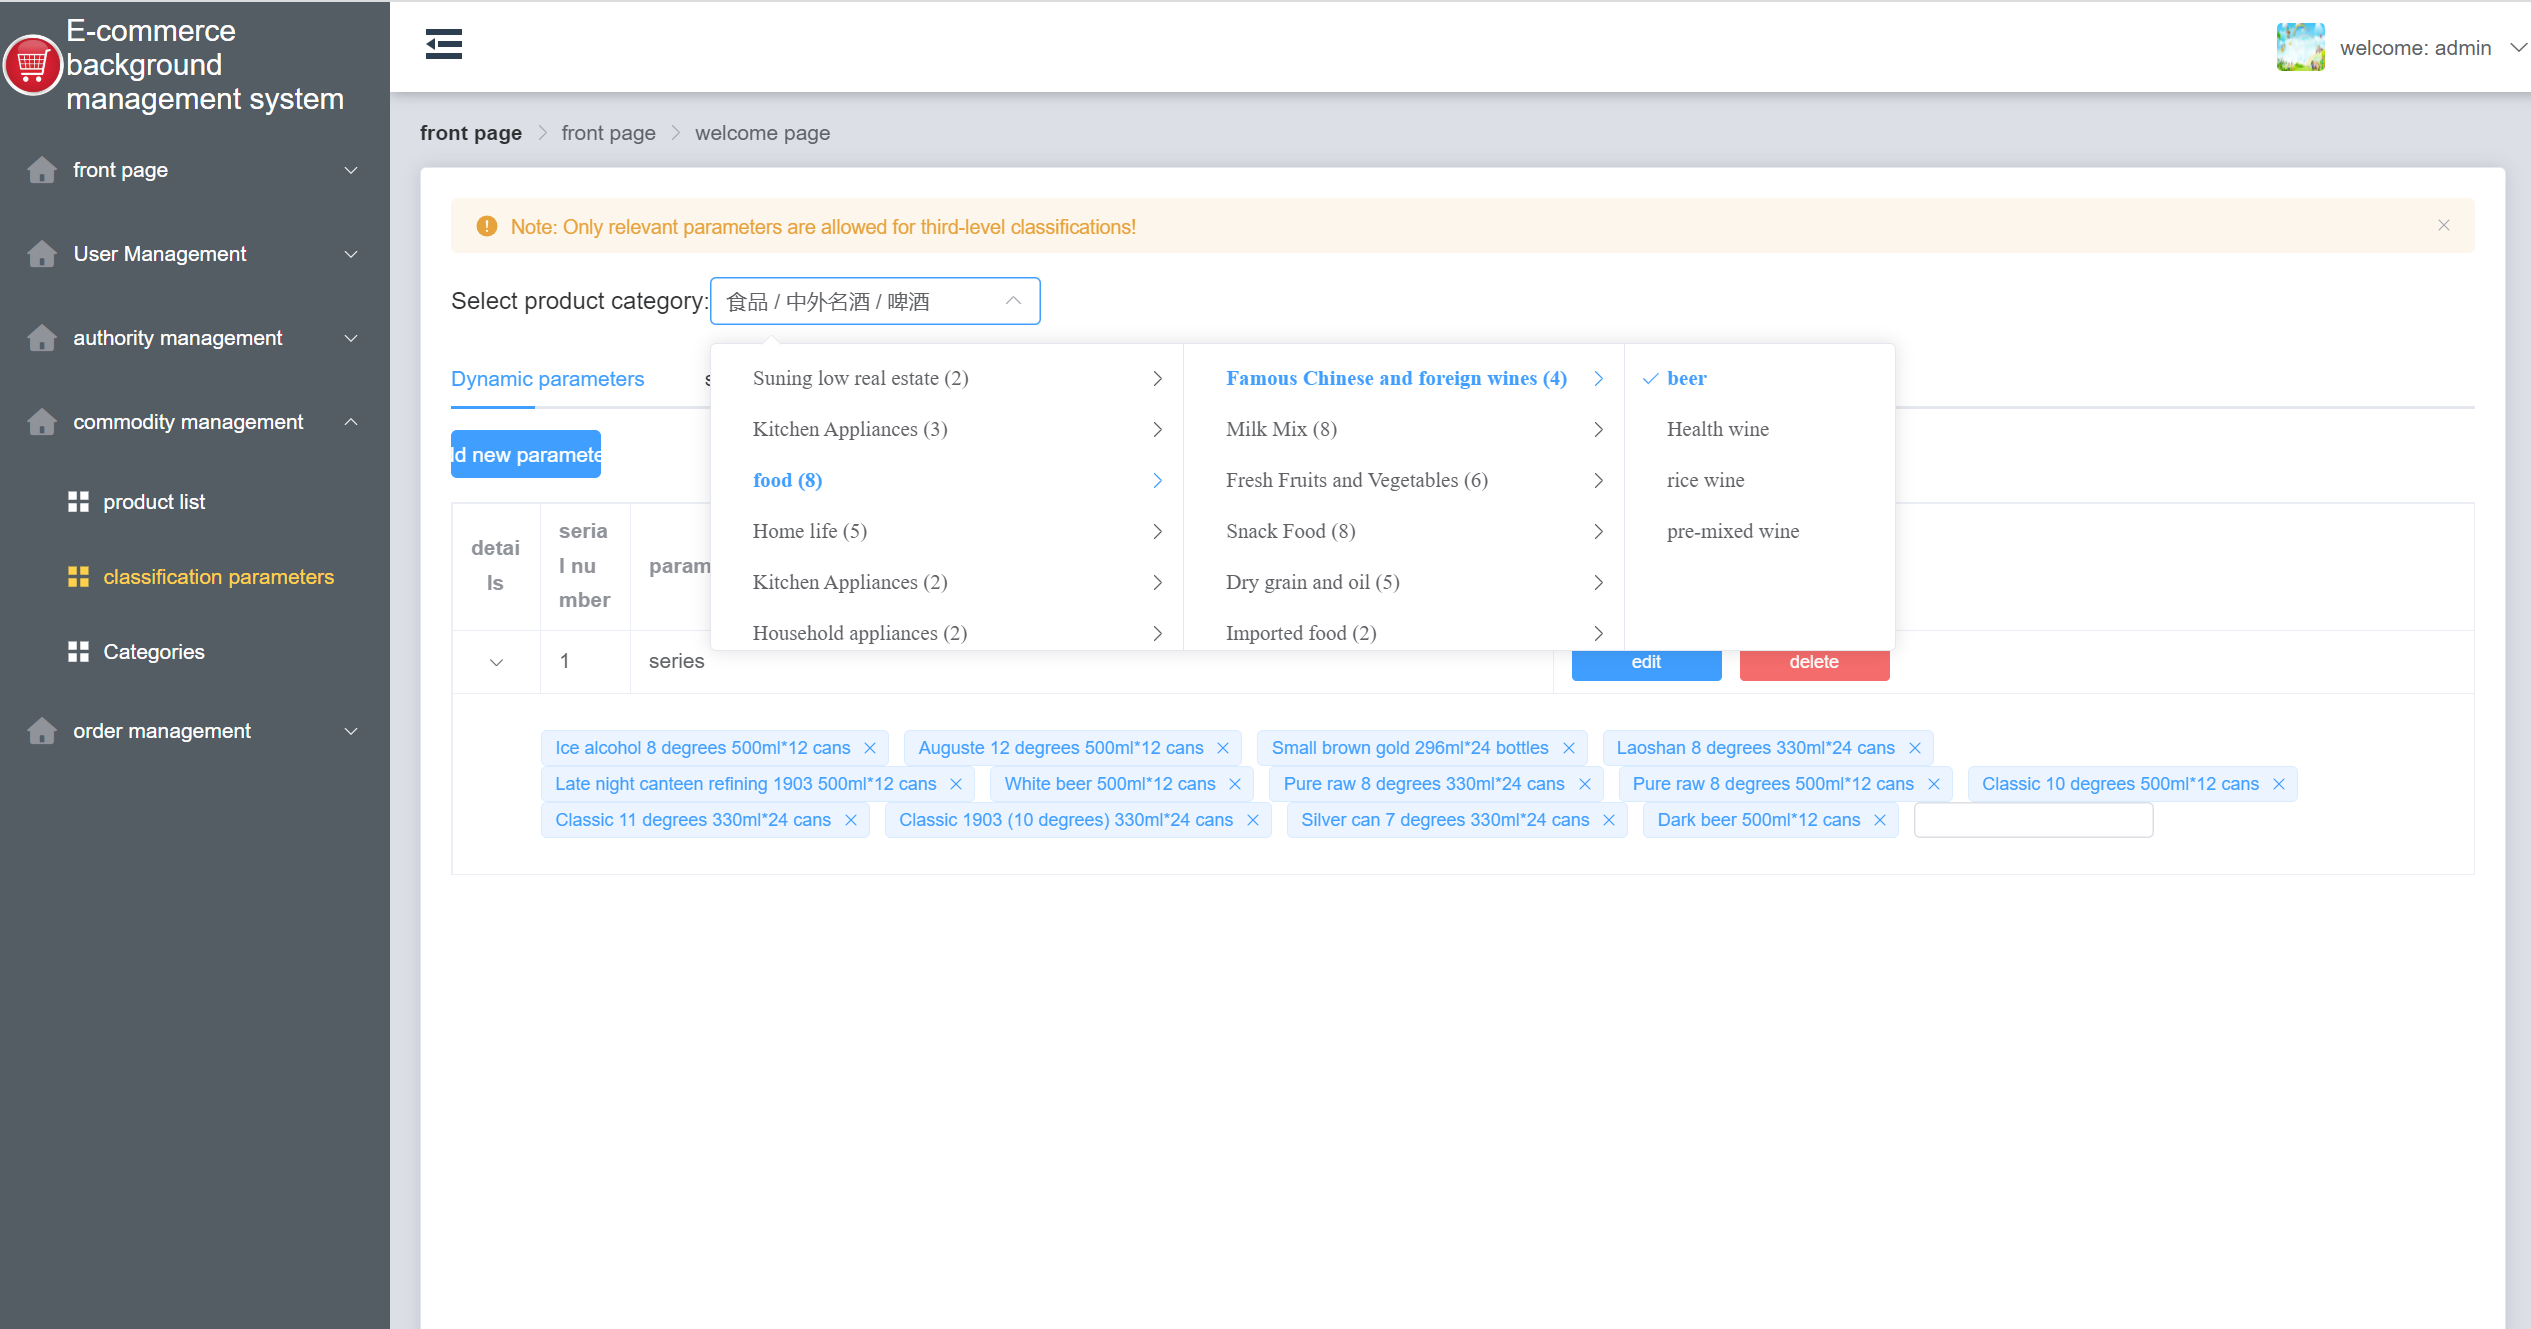 E-commerce
background
management system
welcome: admin
front page
User Management
authority management
commodity management
product list
classification parameters
Categories
order management
front page > front page > welcome page
Note: Only relevant parameters are allowed for third-level classifications!
Select product category: 食品 / 中外名酒 / 啤酒
Dynamic parameters s
Suning low real estate (2)
Kitchen Appliances (3)
food (8)
Home life (5)
Kitchen Appliances (2)
Household appliances (2)
Famous Chinese and foreign wines (4)
Milk Mix (8)
Fresh Fruits and Vegetables (6)
Snack Food (8)
Dry grain and oil (5)
Imported food (2)
beer
Health wine
rice wine
pre-mixed wine
ld new paramete
detai
ls
seria
l nu
mber
param
1 series edit delete
Ice alcohol 8 degrees 500ml*12 cans Auguste 12 degrees 500ml*12 cans Small brown gold 296ml*24 bottles Laoshan 8 degrees 330ml*24 cans
Late night canteen refining 1903 500ml*12 cans White beer 500ml*12 cans Pure raw 8 degrees 330ml*24 cans Pure raw 8 degrees 500ml*12 cans Classic 10 degrees 500ml*12 cans
Classic 11 degrees 330ml*24 cans Classic 1903 (10 degrees) 330ml*24 cans Silver can 7 degrees 330ml*24 cans Dark beer 500ml*12 cans